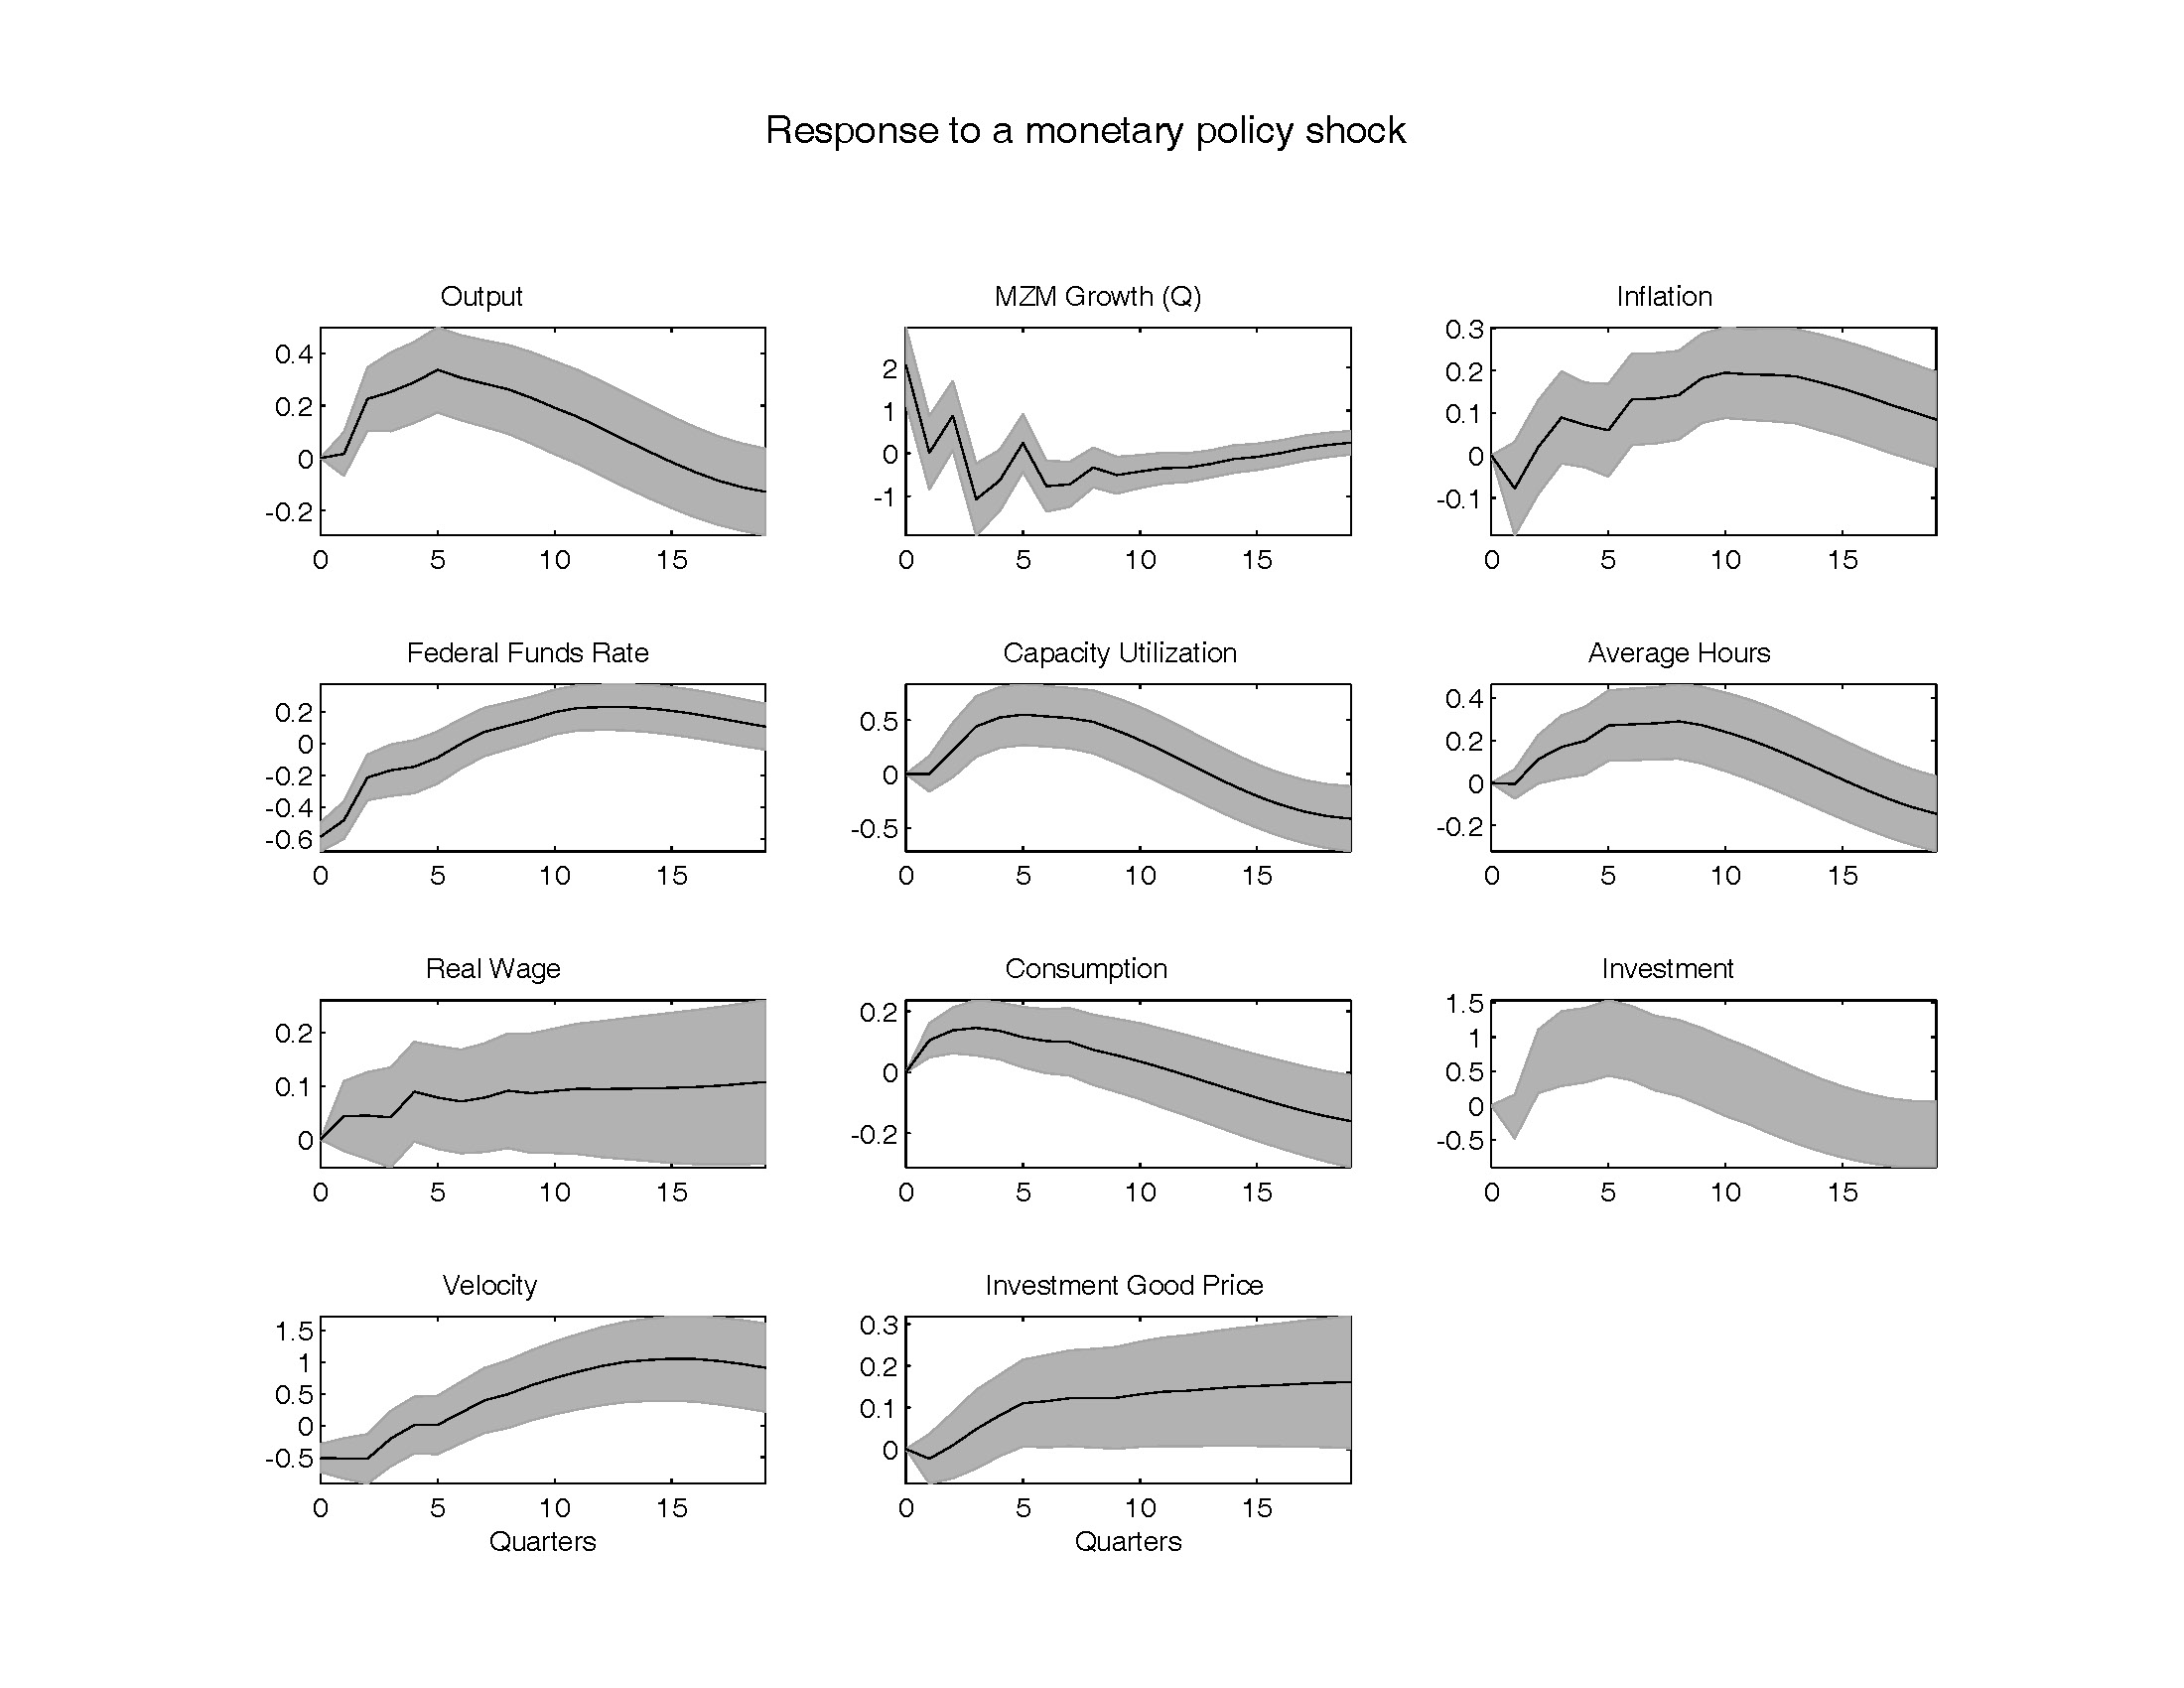 Response to a monetary policy shock
Output
0.4
0.2
0
-0.2
0 5 10 15
MZM Growth (Q)
2
1
0
-1
0 5 10 15
Inflation
0.3
0.2
0.1
0
-0.1
0 5 10 15
Federal Funds Rate
0.2
0
-0.2
-0.4
-0.6
0 5 10 15
Capacity Utilization
0.5
0
-0.5
0 5 10 15
Average Hours
0.4
0.2
0
-0.2
0 5 10 15
Real Wage
0.2
0.1
0
0 5 10 15
Consumption
0.2
0
-0.2
0 5 10 15
Investment
1.5
1
0.5
0
-0.5
0 5 10 15
Velocity
1.5
1
0.5
0
-0.5
0 5 10 15
Quarters
Investment Good Price
0.3
0.2
0.1
0
0 5 10 15
Quarters